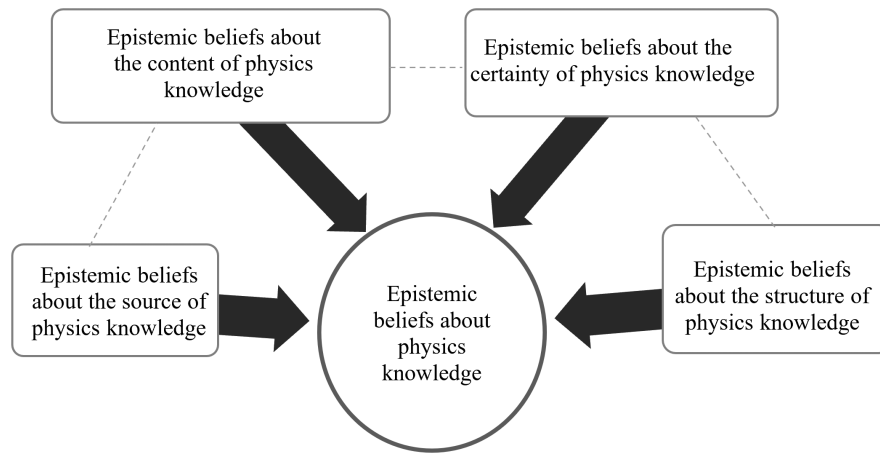 Epistemic beliefs about
the content of physics
knowledge
Epistemic beliefs about the
certainty of physics knowledge
Epistemic beliefs
about the source of
physics knowledge
Epistemic
beliefs about
physics
knowledge
Epistemic beliefs
about the structure of
physics knowledge